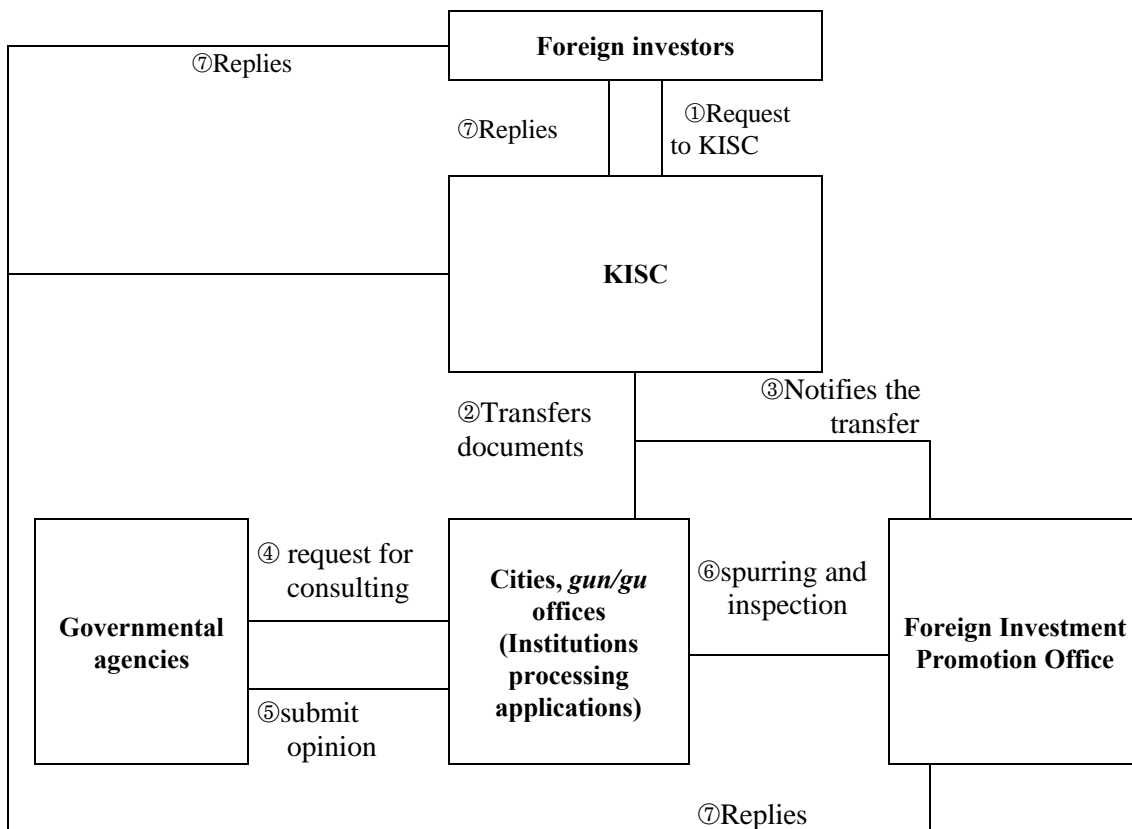 Foreign investors
⑦Replies
⑦Replies
①Request
to KISC
KISC
②Transfers
documents
③Notifies the
transfer
Governmental
agencies
④ request for
consulting
⑤submit
opinion
Cities, gun/gu
offices
(Institutions
processing
applications)
⑥spurring and
inspection
Foreign Investment
Promotion Office
⑦Replies